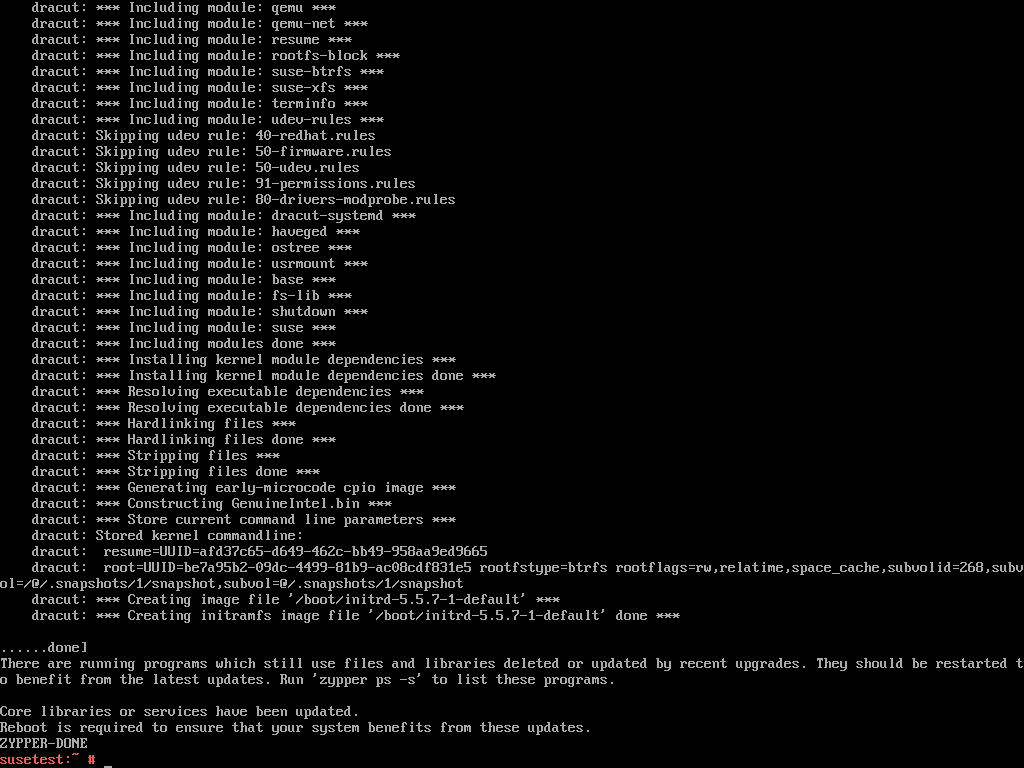 dracut: *** Including module: qemu ***
dracut: *** Including module: qemu-net ***
dracut: *** Including module: resume ***
dracut: *** Including module: rootfs-block ***
dracut: *** Including module: suse-btrfs ***
dracut: *** Including module: suse-xfs ***
dracut: *** Including module: terminfo ***
dracut: *** Including module: udev-rules ***
dracut: Skipping udev rule: 40-redhat.rules
dracut: Skipping udev rule: 50-firmware.rules
dracut: Skipping udev rule: 50-udev.rules
dracut: Skipping udev rule: 91-permissions.rules
dracut: Skipping udev rule: 80-drivers-modprobe.rules
dracut: *** Including module: dracut-systemd ***
dracut: *** Including module: haveged ***
dracut: *** Including module: ostree ***
dracut: *** Including module: usrmount ***
dracut: *** Including module: base ***
dracut: *** Including module: fs-lib ***
dracut: *** Including module: shutdown ***
dracut: *** Including module: suse ***
dracut: *** Including modules done ***
dracut: *** Installing kernel module dependencies ***
dracut: *** Installing kernel module dependencies done ***
dracut: *** Resolving executable dependencies ***
dracut: *** Resolving executable dependencies done ***
dracut: *** Hardlinking files ***
dracut: *** Hardlinking files done ***
dracut: *** Stripping files ***
dracut: *** Stripping files done ***
dracut: *** Generating early-microcode cpio image ***
dracut: *** Constructing GenuineIntel.bin ***
dracut: *** Store current command line parameters ***
dracut: Stored kernel commandline:
dracut:  resume=UUID=afd37c65-d649-462c-bb49-958aa9ed9665
dracut:  root=UUID=be7a95b2-09dc-4499-81b9-ac08cdf831e5 rootfstype=btrfs rootflags=rw,relatime,space_cache,subvolid=268,subv
ol=/@/.snapshots/1/snapshot,subvol=@/.snapshots/1/snapshot
dracut: *** Creating image file '/boot/initrd-5.5.7-1-default' ***
dracut: *** Creating initramfs image file '/boot/initrd-5.5.7-1-default' done ***
......done]
There are running programs which still use files and libraries deleted or updated by recent upgrades. They should be restarted t
o benefit from the latest updates. Run 'zypper ps -s' to list these programs.
Core libraries or services have been updated.
Reboot is required to ensure that your system benefits from these updates.
ZYPPER-DONE
susetest:~ # _